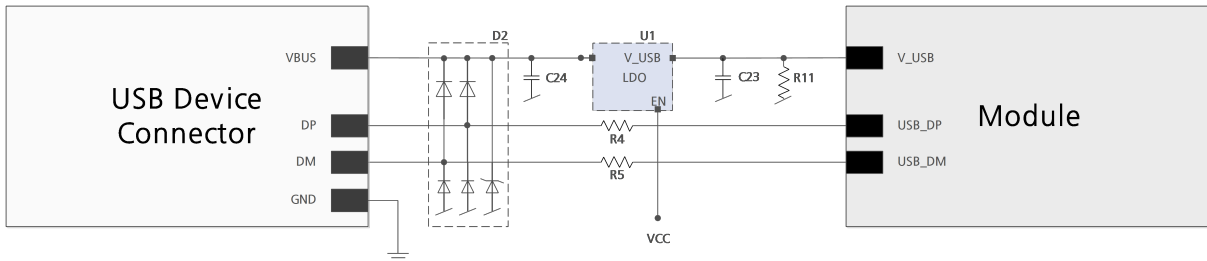 D2
U1
VBUS
V_USB
LDO
EN
C24
C23
R11
V_USB
USB Device
Connector
DP
R4
USB_DP
Module
DM
R5
USB_DM
GND
VCC